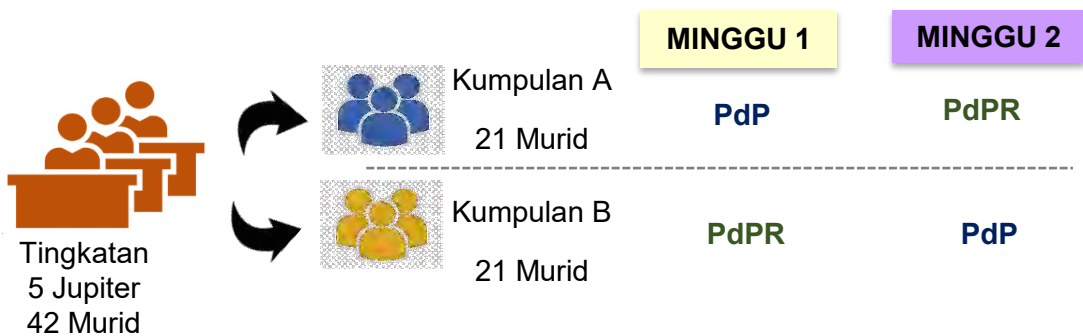 MINGGU 1
MINGGU 2
Kumpulan A
21 Murid
PdP
PdPR
Kumpulan B
21 Murid
PdPR
PdP
Tingkatan
5 Jupiter
42 Murid